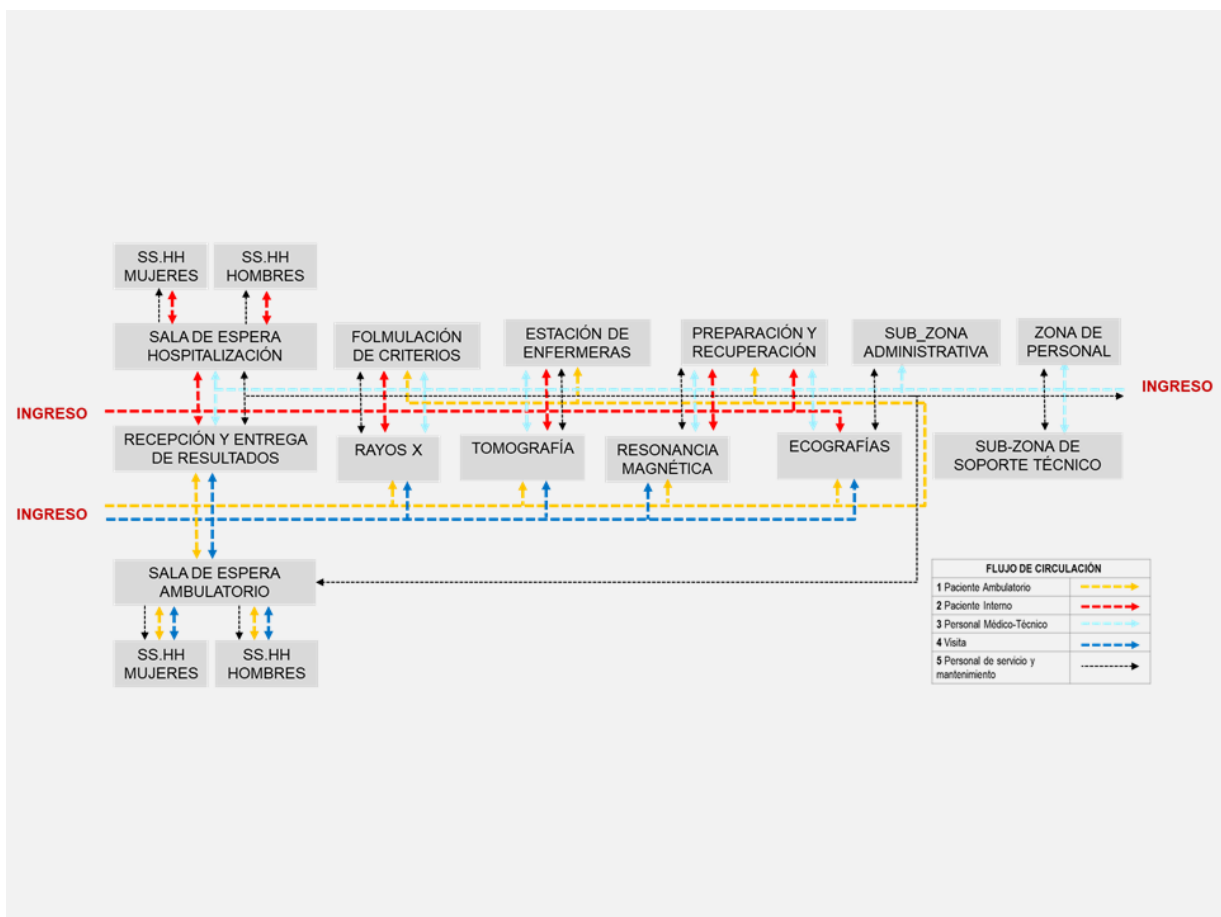 SS.HH
MUJERES
SS.HH
HOMBRES
SALA DE ESPERA
HOSPITALIZACIÓN
FOLMULACIÓN
DE CRITERIOS
ESTACIÓN DE
ENFERMERAS
PREPARACIÓN Y
RECUPERACIÓN
SUB_ZONA
ADMINISTRATIVA
ZONA DE
PERSONAL
INGRESO
INGRESO
RECEPCIÓN Y ENTREGA
DE RESULTADOS
RAYOS X
TOMOGRAFÍA
RESONANCIA
MAGNÉTICA
ECOGRAFÍAS
SUB-ZONA DE
SOPORTE TÉCNICO
INGRESO
SALA DE ESPERA
AMBULATORIO
SS.HH
MUJERES
SS.HH
HOMBRES
FLUJO DE CIRCULACIÓN
1 Paciente Ambulatorio
2 Paciente Interno
3 Personal Médico-Técnico
4 Visita
5 Personal de servicio y
mantenimiento